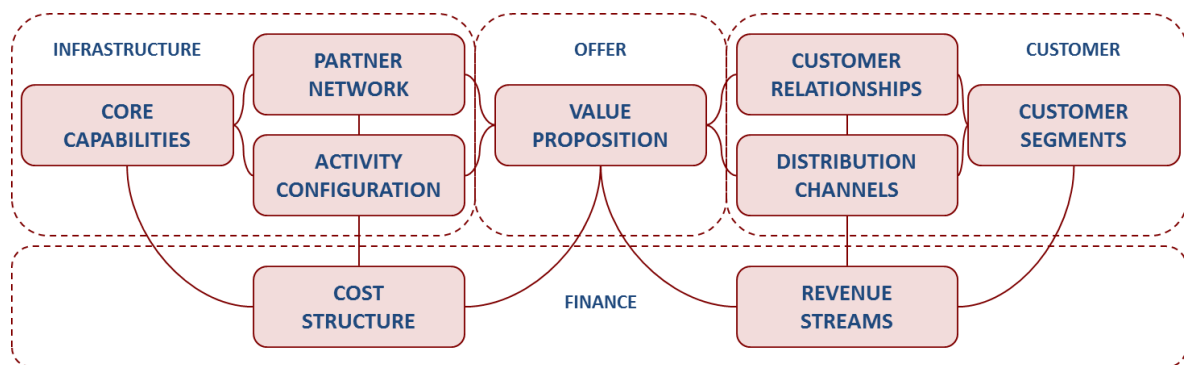 INFRASTRUCTURE
CORE
CAPABILITIES
PARTNER
NETWORK
ACTIVITY
CONFIGURATION
OFFER
VALUE
PROPOSITION
CUSTOMER
CUSTOMER
RELATIONSHIPS
DISTRIBUTION
CHANNELS
CUSTOMER
SEGMENTS
COST
STRUCTURE
FINANCE
REVENUE
STREAMS